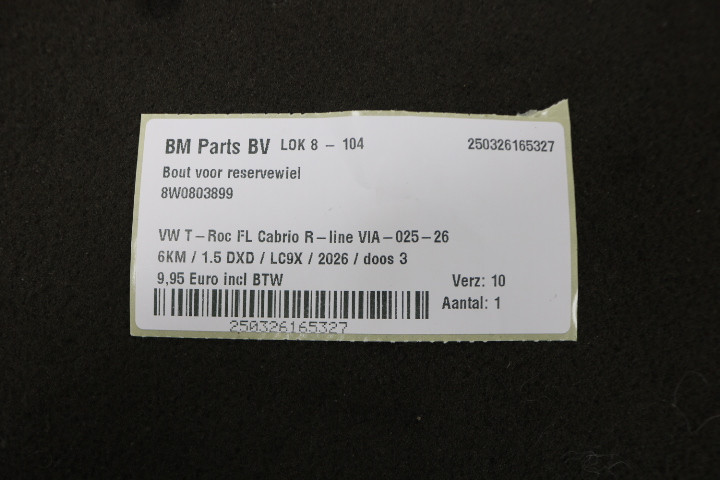 BM Parts BV LOK 8 - 104 250326165327
Bout voor reservewiel
8W0803899
VW T-Roc FL Cabrio R-line VIA-025-26
6KM / 1.5 DXD / LC9X / 2026 / doos 3
9,95 Euro incl BTW Verz: 10
Aantal: 1
250326165327